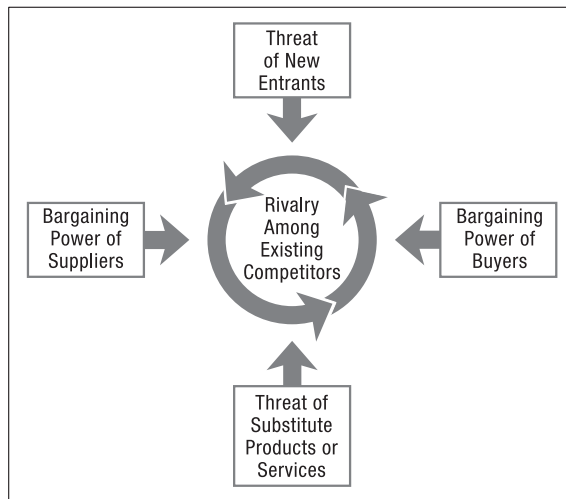 Threat
of New
Entrants
Bargaining
Power of
Suppliers
Rivalry
Among
Existing
Competitors
Bargaining
Power of
Buyers
Threat of
Substitute
Products or
Services